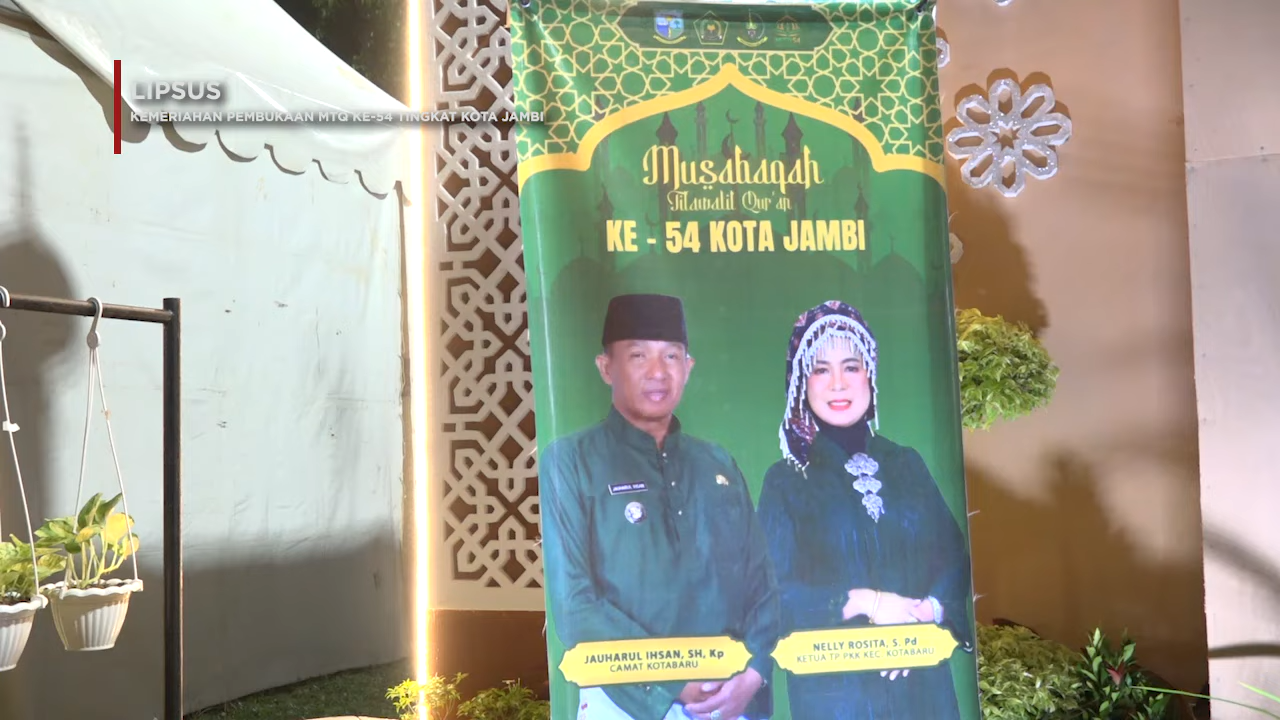 LIPSUS
KEMERIAHAN PEMBUKAAN MTQ KE-54 TINGKAT KOTA JAMBI
Musabaqah
Tilawatil Qur'an
KE - 54 KOTA JAMBI
JAUHARUL IHSAN, SH, Kp
CAMAT KOTABARU
NELLY ROSITA, S. Pd
KETUA TP PKK KEC. KOTABARU